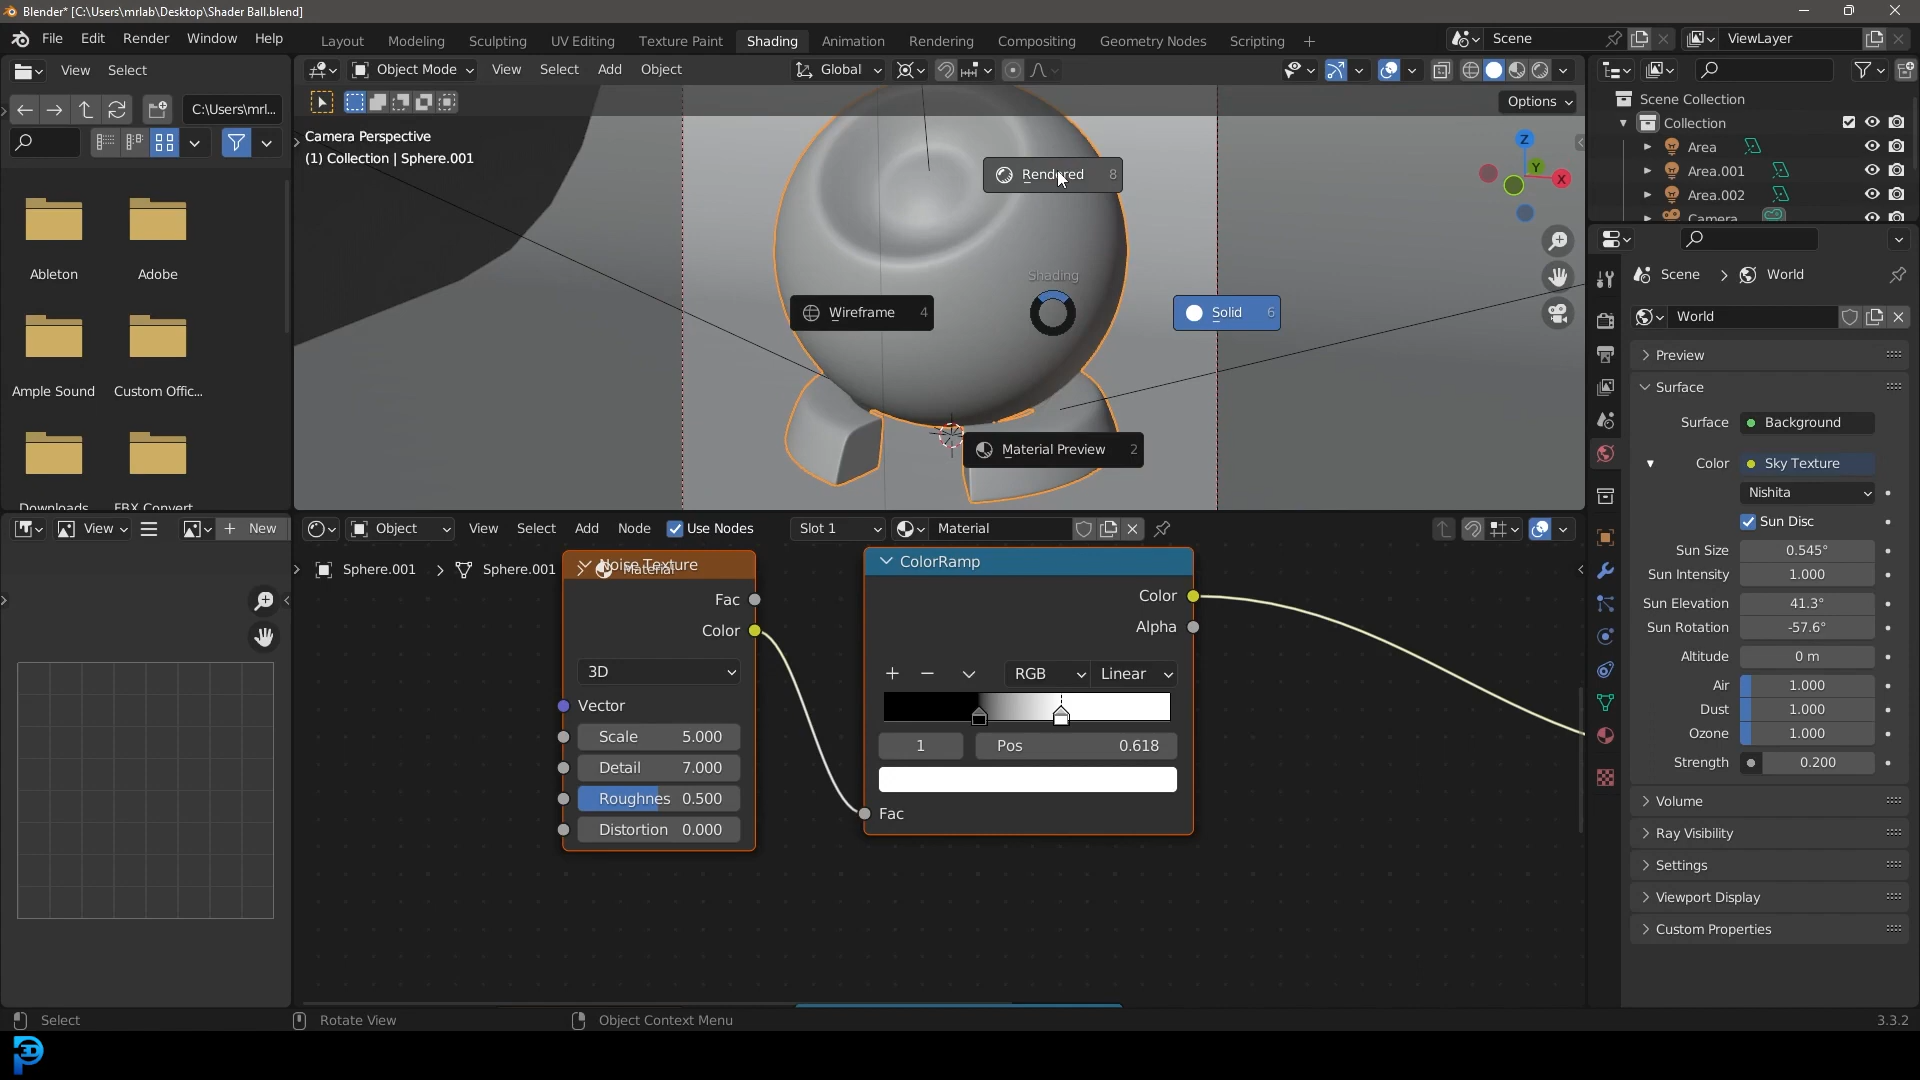 Blender* [C:\Users\mrlab\Desktop\Shader Ball.blend]
File Edit Render Window Help
Layout Modeling Sculpting UV Editing Texture Paint Shading Animation Rendering Compositing Geometry Nodes Scripting +
Scene
ViewLayer
View Select
Object Mode View Select Add Object
Global
C:\Users\mrl...
Options
Scene Collection
Collection
Area
Area.001
Area.002
Camera
Camera Perspective
(1) Collection | Sphere.001
Z
Y
X
Rendered 8
Shading
Wireframe 4
Solid 6
Material Preview 2
Ableton
Adobe
Ample Sound
Custom Offic...
Downloads
FBX Convert
Scene > World
World
Preview
Surface
Surface Background
Color Sky Texture
Nishita
Sun Disc
Sun Size 0.545°
Sun Intensity 1.000
Sun Elevation 41.3°
Sun Rotation -57.6°
Altitude 0 m
Air 1.000
Dust 1.000
Ozone 1.000
Strength 0.200
Volume
Ray Visibility
Settings
Viewport Display
Custom Properties
View
+ New
Object View Select Add Node Use Nodes
Slot 1
Material
Sphere.001 > Sphere.001 > Material
Noise Texture
Fac
Color
3D
Vector
Scale 5.000
Detail 7.000
Roughnes 0.500
Distortion 0.000
ColorRamp
Color
Alpha
RGB Linear
1
Pos 0.618
Fac
Select
Rotate View
Object Context Menu
3.3.2
3D